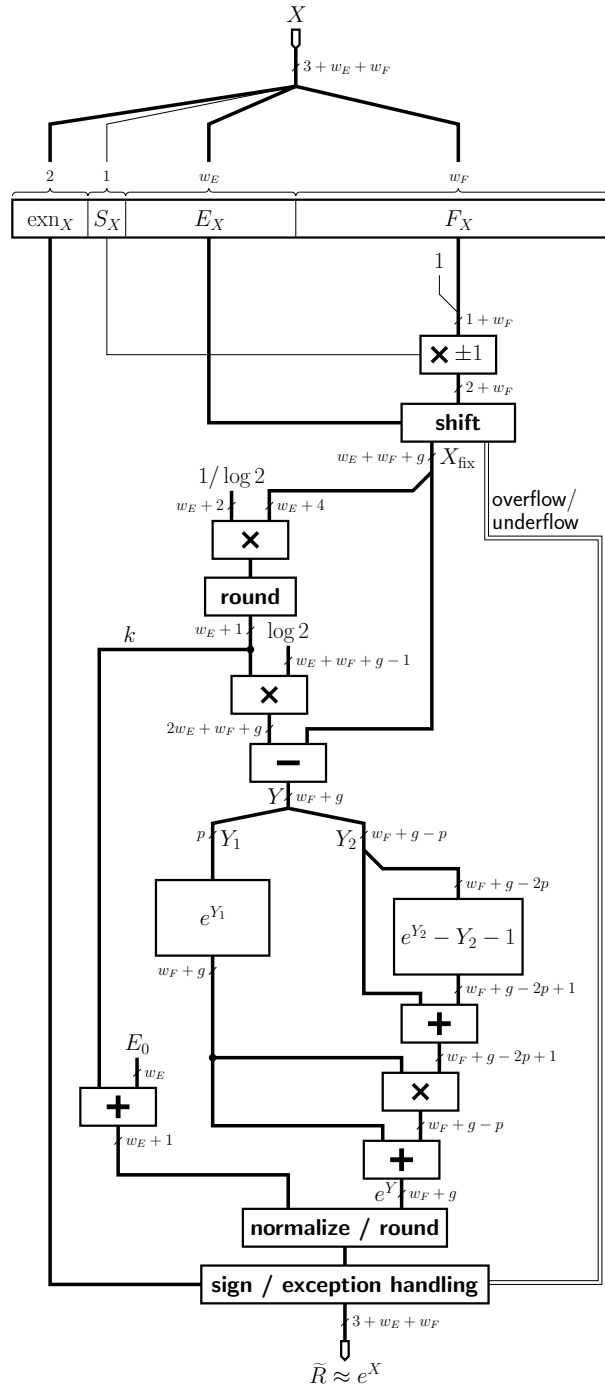 X
3 + w_E + w_F
2 1 w_E w_F
exn_X S_X E_X F_X
1
1 + w_F
× ±1
2 + w_F
shift
w_E + w_F + g X_fix
1/ log 2
w_E + 2 w_E + 4
overflow/
underflow
×
round
w_E + 1 log 2
k
w_E + w_F + g − 1
×
2w_E + w_F + g
−
Y w_F + g
p Y_1 Y_2 w_F + g − p
w_F + g − 2p
e^{Y_1} e^{Y_2} − Y_2 − 1
w_F + g w_F + g − 2p + 1
+
E_0 w_F + g − 2p + 1
w_E
+ ×
w_E + 1 w_F + g − p
+
e^Y w_F + g
normalize / round
sign / exception handling
3 + w_E + w_F
R̃ ≈ e^X